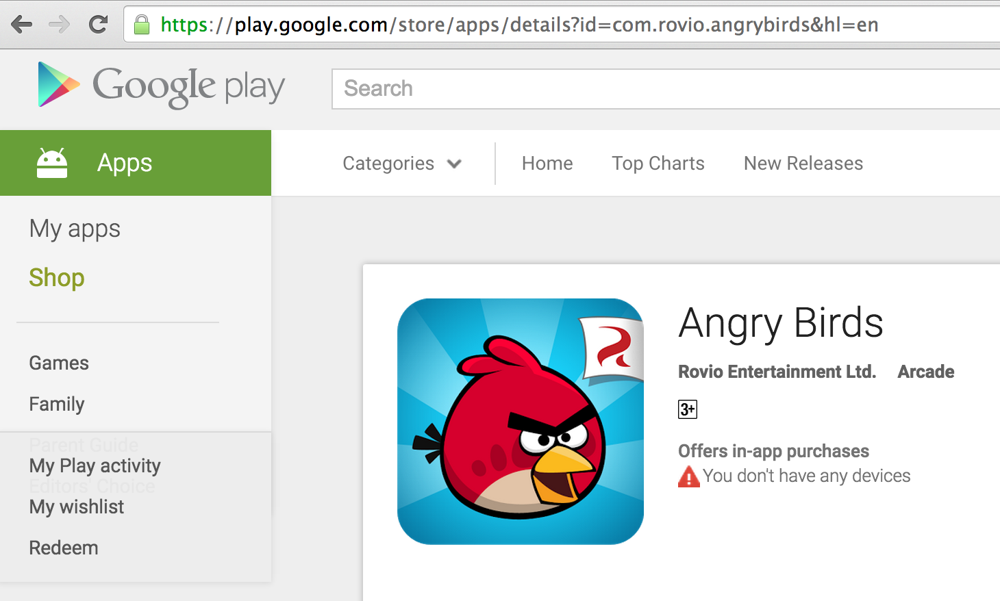 https://play.google.com/store/apps/details?id=com.rovio.angrybirds&hl=en
Google play
Search
Apps
Categories
Home
Top Charts
New Releases
My apps
Shop
Games
Family
Parent Guide
My Play activity
Editors' Choice
My wishlist
Redeem
Angry Birds
Rovio Entertainment Ltd. Arcade
3+
Offers in-app purchases
You don't have any devices